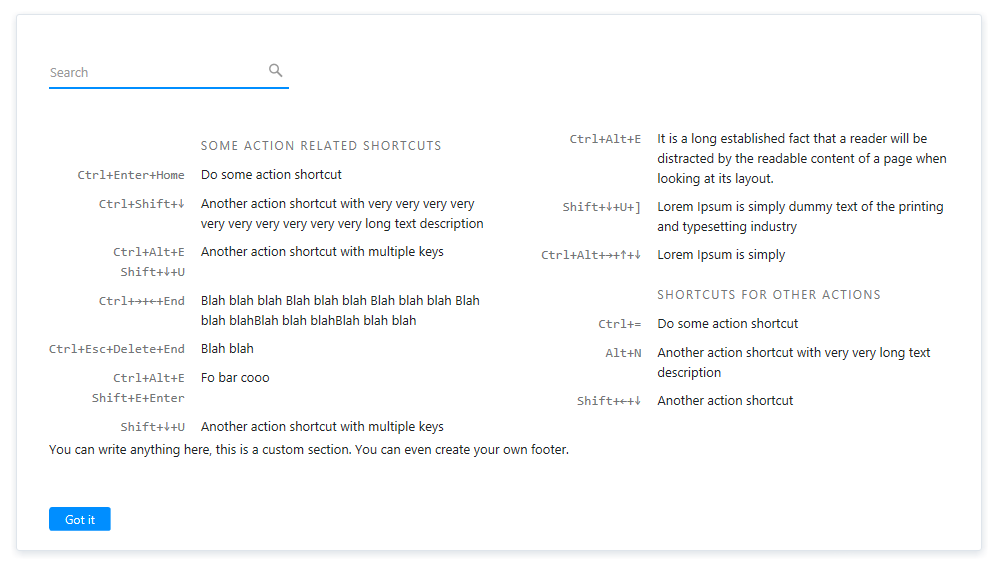 Search
SOME ACTION RELATED SHORTCUTS
Ctrl+Enter+Home Do some action shortcut
Ctrl+Shift+↓ Another action shortcut with very very very very
very very very very very very long text description
Ctrl+Alt+E Another action shortcut with multiple keys
Shift+↓+U
Ctrl+→+←+End Blah blah blah Blah blah blah Blah blah blah Blah
blah blahBlah blah blahBlah blah blah
Ctrl+Esc+Delete+End Blah blah
Ctrl+Alt+E Fo bar cooo
Shift+E+Enter
Shift+↓+U Another action shortcut with multiple keys
Ctrl+Alt+E It is a long established fact that a reader will be
distracted by the readable content of a page when
looking at its layout.
Shift+↓+U+] Lorem Ipsum is simply dummy text of the printing
and typesetting industry
Ctrl+Alt+→+↑+↓ Lorem Ipsum is simply
SHORTCUTS FOR OTHER ACTIONS
Ctrl+= Do some action shortcut
Alt+N Another action shortcut with very very long text
description
Shift+←+↓ Another action shortcut
You can write anything here, this is a custom section. You can even create your own footer.
Got it